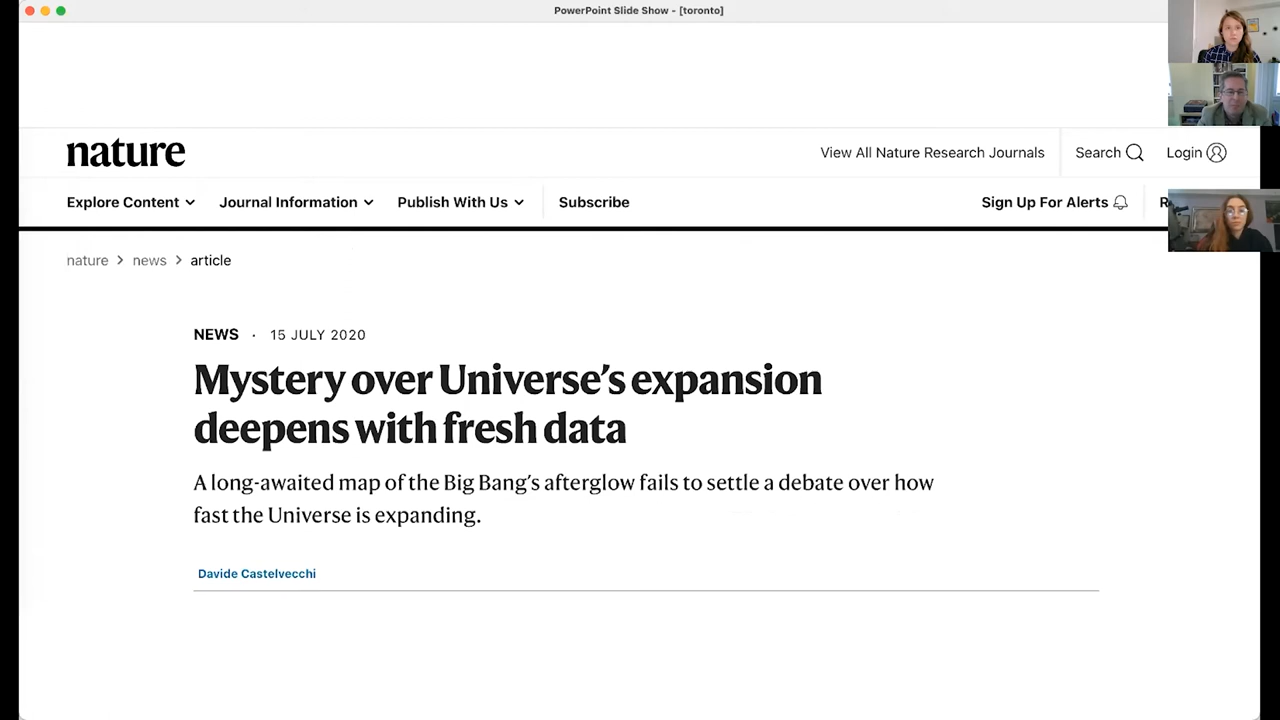 PowerPoint Slide Show - [toronto]
nature
View All Nature Research Journals
Search
Login
Explore Content
Journal Information
Publish With Us
Subscribe
Sign Up For Alerts
nature > news > article
NEWS · 15 JULY 2020
Mystery over Universe’s expansion
deepens with fresh data
A long-awaited map of the Big Bang’s afterglow fails to settle a debate over how
fast the Universe is expanding.
Davide Castelvecchi